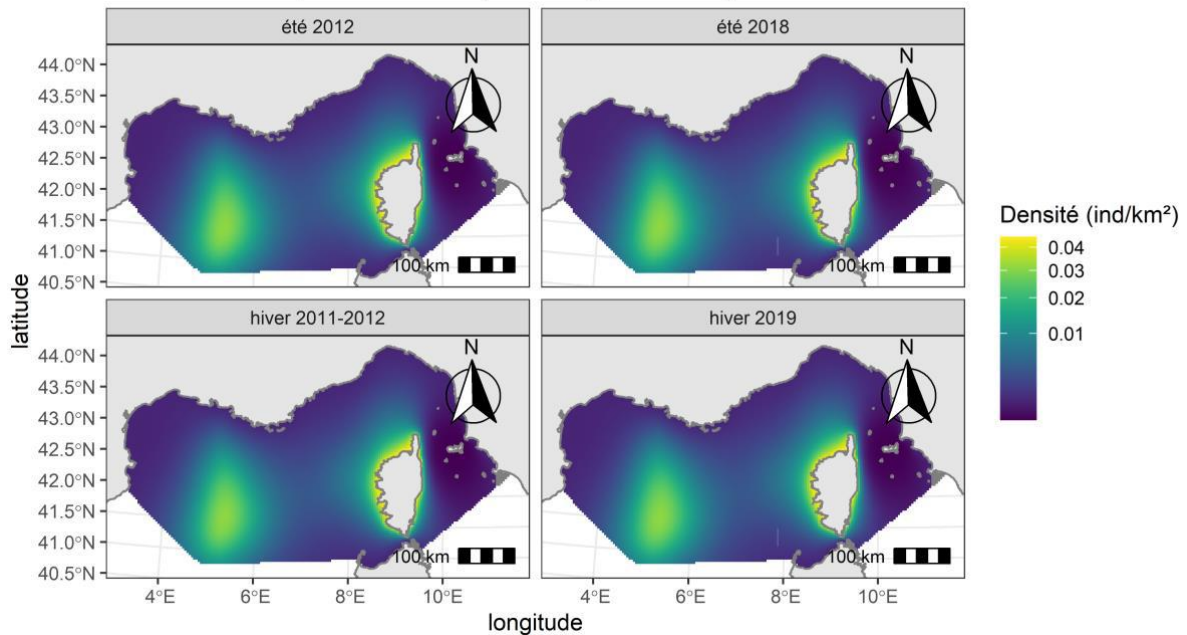 été 2012
été 2018
N
N
44.0°N
43.5°N
43.0°N
42.5°N
42.0°N
41.5°N
41.0°N
40.5°N
100 km
100 km
latitude
Densité (ind/km²)
0.04
0.03
0.02
0.01
hiver 2011-2012
hiver 2019
N
N
44.0°N
43.5°N
43.0°N
42.5°N
42.0°N
41.5°N
41.0°N
40.5°N
100 km
100 km
4°E
6°E
8°E
10°E
4°E
6°E
8°E
10°E
longitude